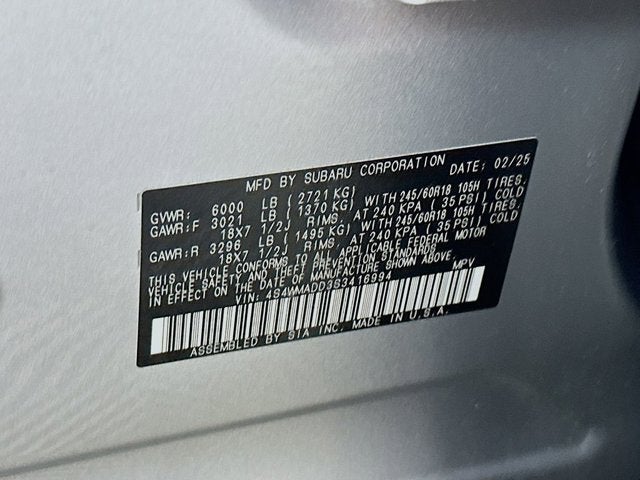 MFD BY SUBARU CORPORATION DATE: 02/25
GVWR: 6000 LB (2721 KG)
GAWR:F 3021 LB (1370 KG) WITH 245/60R18 105H TIRES.
18X7 1/2J RIMS. AT 240 KPA (35 PSI) COLD
GAWR:R 3296 LB (1495 KG) WITH 245/60R18 105H TIRES.
18X7 1/2J RIMS. AT 240 KPA (35 PSI) COLD
THIS VEHICLE CONFORMS TO ALL APPLICABLE FEDERAL MOTOR
VEHICLE SAFETY AND THEFT PREVENTION STANDARDS
IN EFFECT ON THE DATE OF MANUFACTURE SHOWN ABOVE.
VIN: 4S4WMADD3S3416994 MPV
ASSEMBLED BY SIA INC. MADE IN U.S.A.